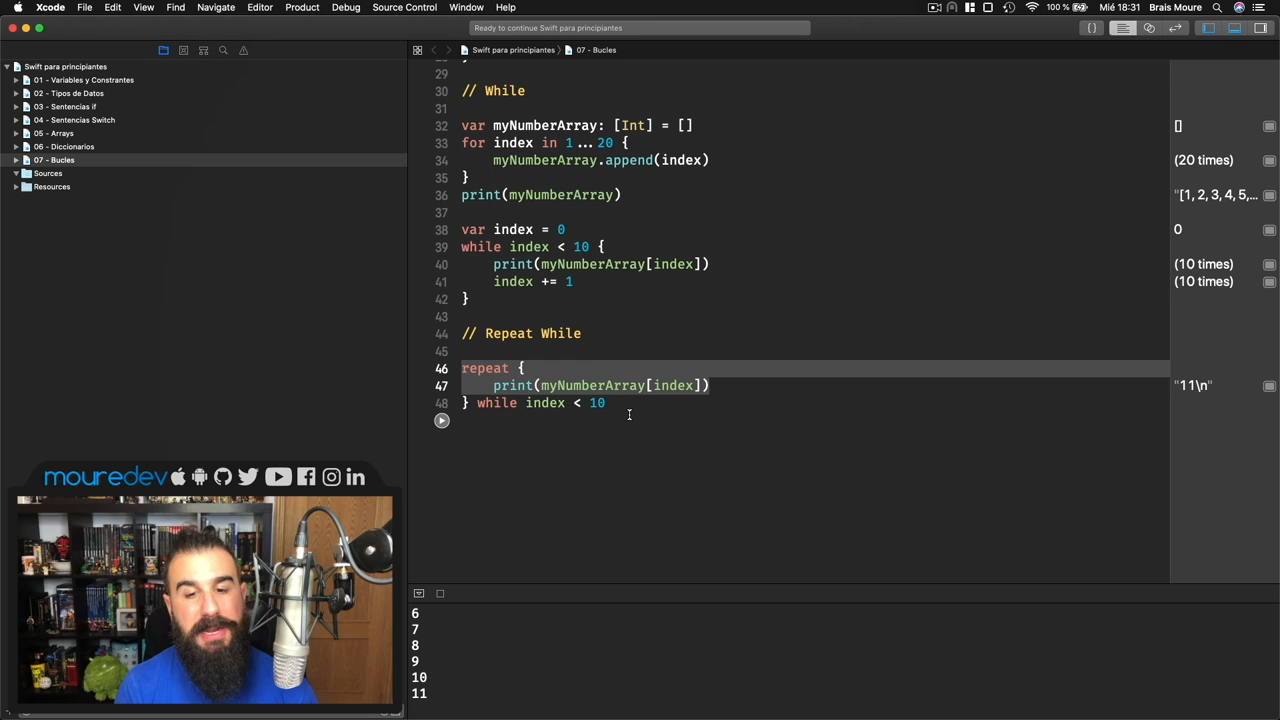 Xcode File Edit View Find Navigate Editor Product Debug Source Control Window Help 100 % Mié 18:31 Brais Moure
Ready to continue Swift para principiantes
Swift para principiantes 07 - Bucles
Swift para principiantes
01 - Variables y Constrantes
02 - Tipos de Datos
03 - Sentencias if
04 - Sentencias Switch
05 - Arrays
06 - Diccionarios
07 - Bucles
Sources
Resources
29
30 // While
31
32 var myNumberArray: [Int] = [] []
33 for index in 1...20 {
34 myNumberArray.append(index) (20 times)
35 }
36 print(myNumberArray) "[1, 2, 3, 4, 5,...
37
38 var index = 0 0
39 while index < 10 {
40 print(myNumberArray[index]) (10 times)
41 index += 1 (10 times)
42 }
43
44 // Repeat While
45
46 repeat {
47 print(myNumberArray[index]) "11\n"
48 } while index < 10
mouredev
6
7
8
9
10
11